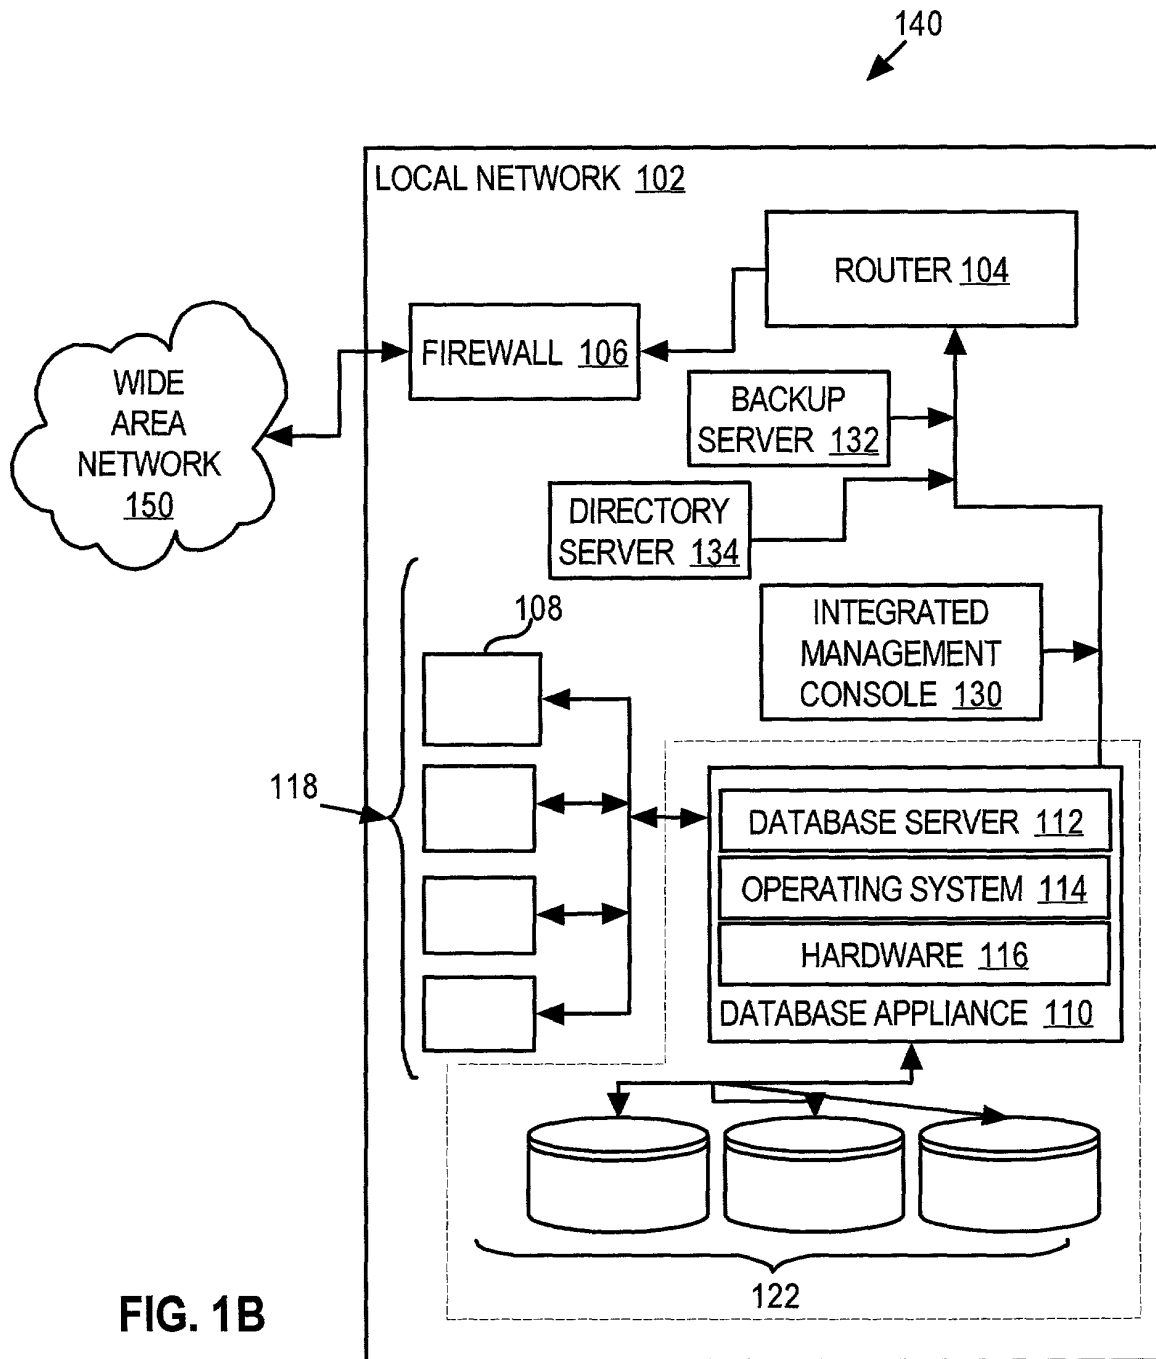 140
LOCAL NETWORK 102
ROUTER 104
FIREWALL 106
WIDE
AREA
NETWORK
150
BACKUP
SERVER 132
DIRECTORY
SERVER 134
108
INTEGRATED
MANAGEMENT
CONSOLE 130
118
DATABASE SERVER 112
OPERATING SYSTEM 114
HARDWARE 116
DATABASE APPLIANCE 110
122
FIG. 1B